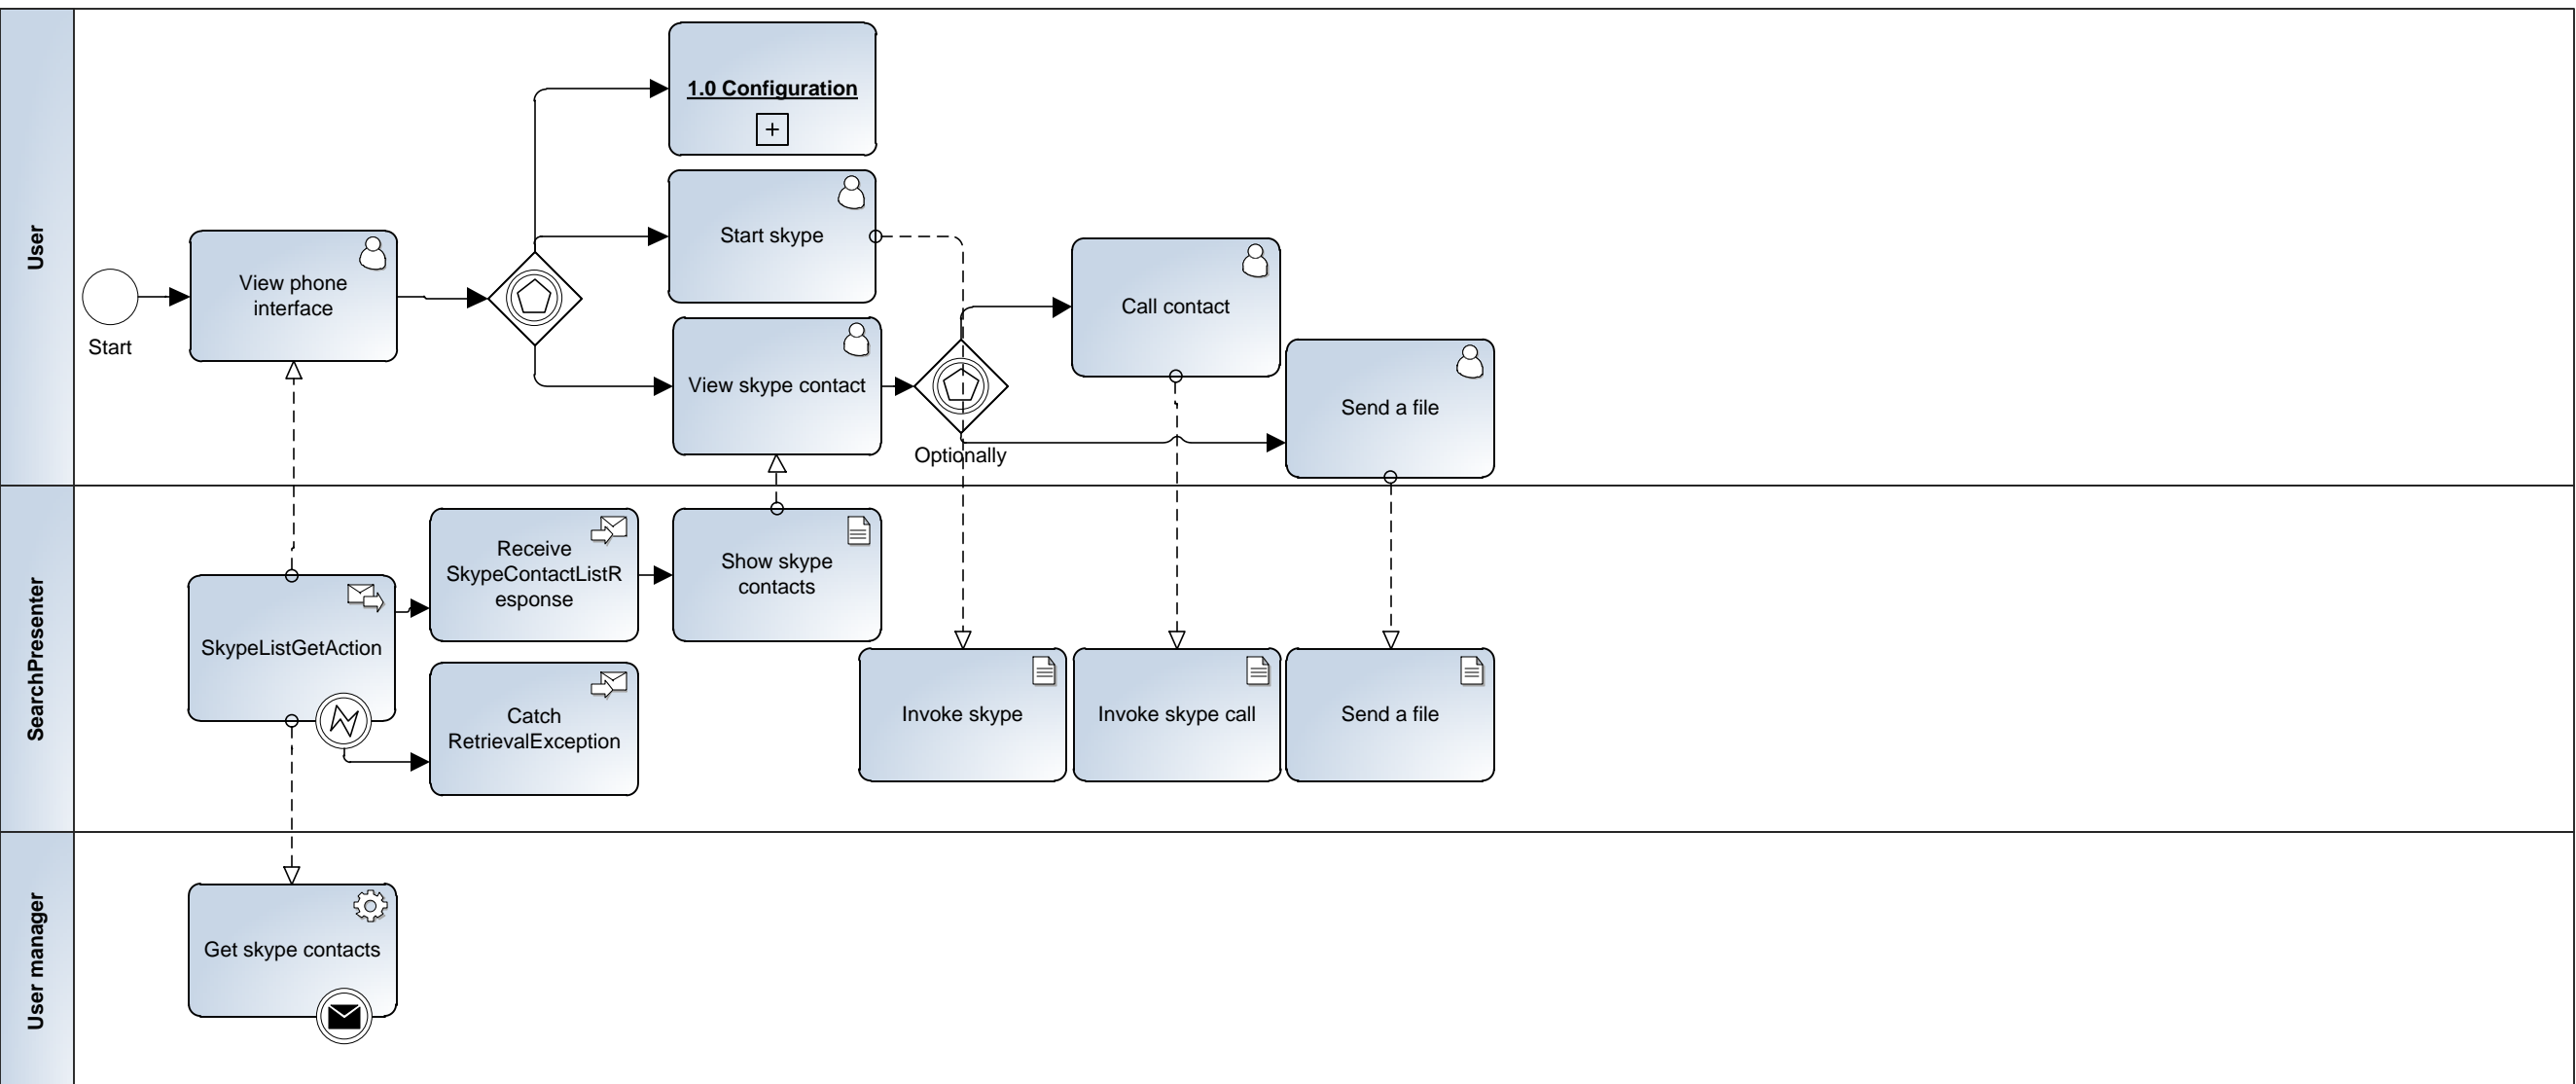 User
1.0 Configuration
+
Start skype
View phone
interface
Start
View skype contact
Optionally
Call contact
Send a file
SearchPresenter
SkypeListGetAction
Receive
SkypeContactListR
esponse
Show skype
contacts
Catch
RetrievalException
Invoke skype
Invoke skype call
Send a file
User manager
Get skype contacts